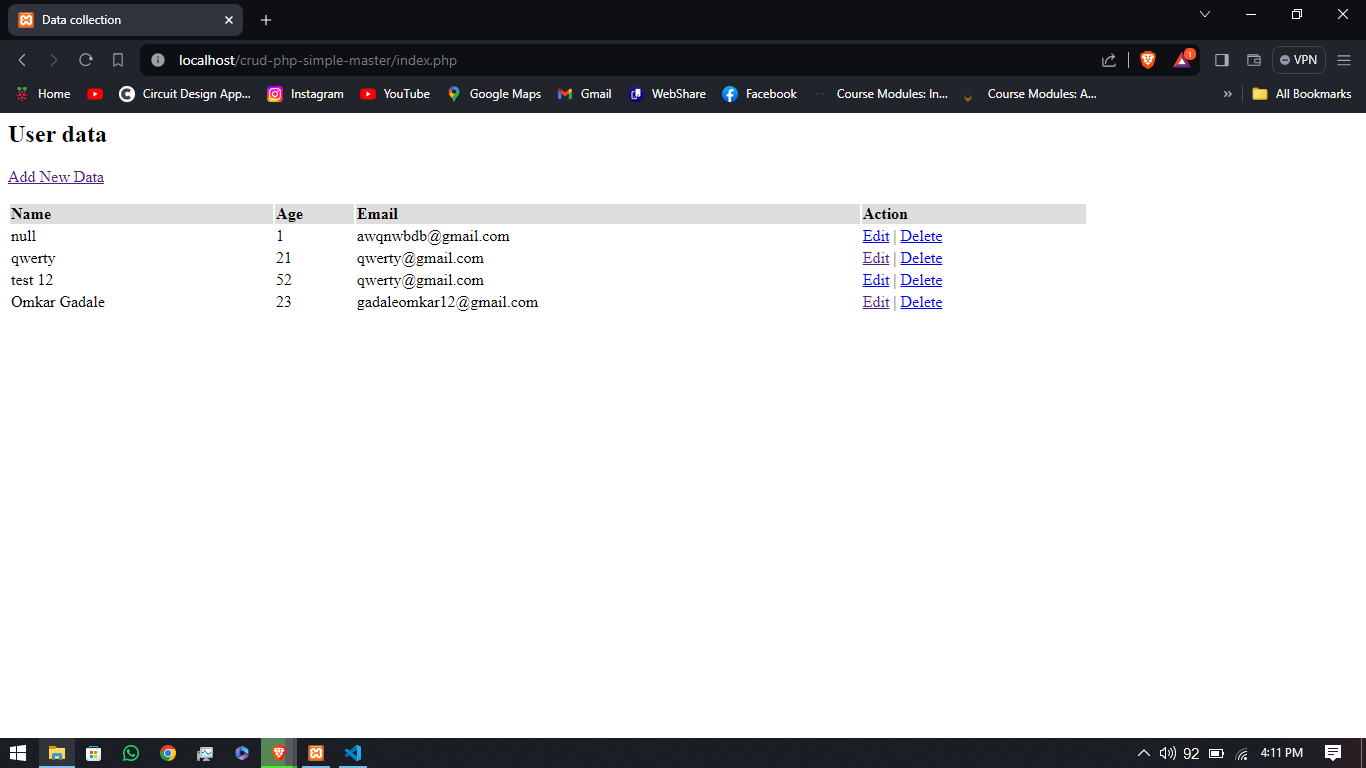 Data collection
localhost/crud-php-simple-master/index.php
1
VPN
Home Circuit Design App... Instagram YouTube Google Maps Gmail WebShare Facebook Course Modules: In... Course Modules: A... » All Bookmarks
User data
Add New Data
Name Age Email Action
null 1 awqnwbdb@gmail.com Edit | Delete
qwerty 21 qwerty@gmail.com Edit | Delete
test 12 52 qwerty@gmail.com Edit | Delete
Omkar Gadale 23 gadaleomkar12@gmail.com Edit | Delete
92 4:11 PM